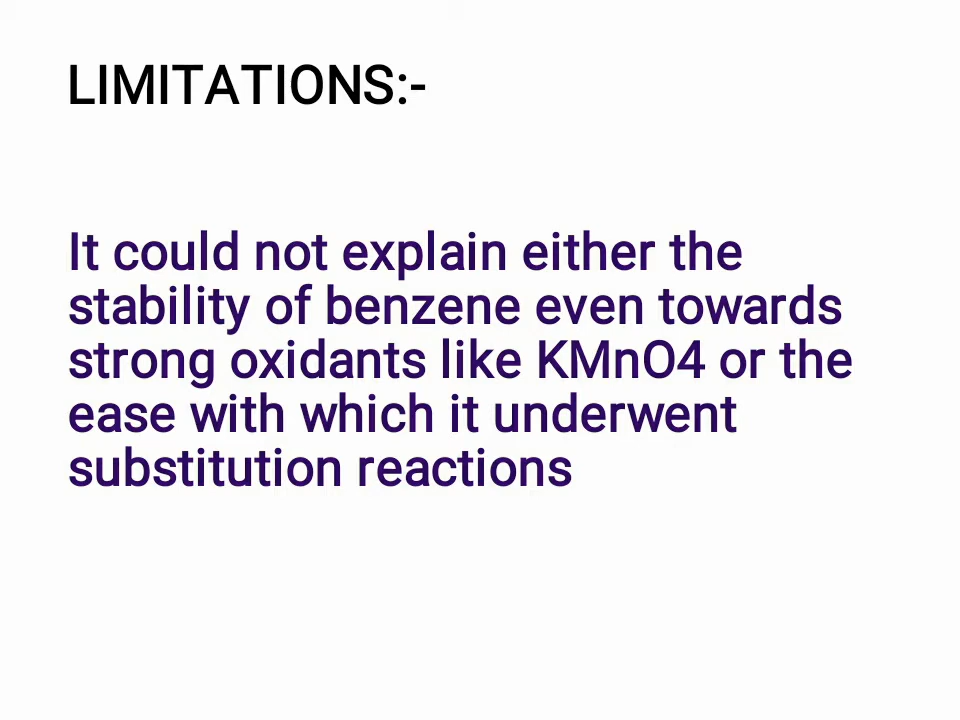 LIMITATIONS:-
It could not explain either the
stability of benzene even towards
strong oxidants like KMnO4 or the
ease with which it underwent
substitution reactions